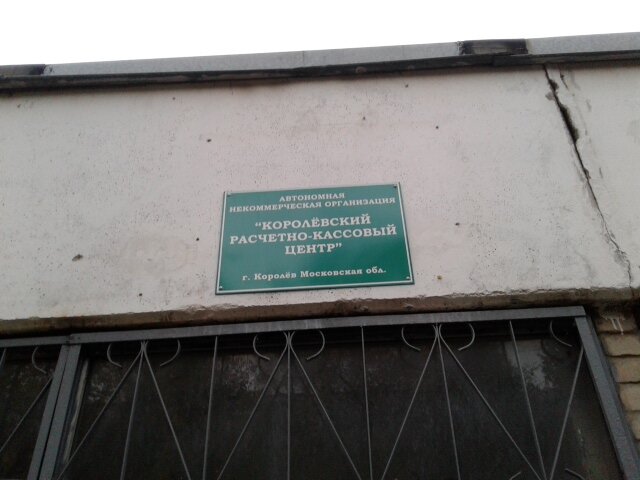 АВТОНОМНАЯ
НЕКОММЕРЧЕСКАЯ ОРГАНИЗАЦИЯ
"КОРОЛЁВСКИЙ
РАСЧЕТНО-КАССОВЫЙ
ЦЕНТР"
г. Королёв Московская обл.